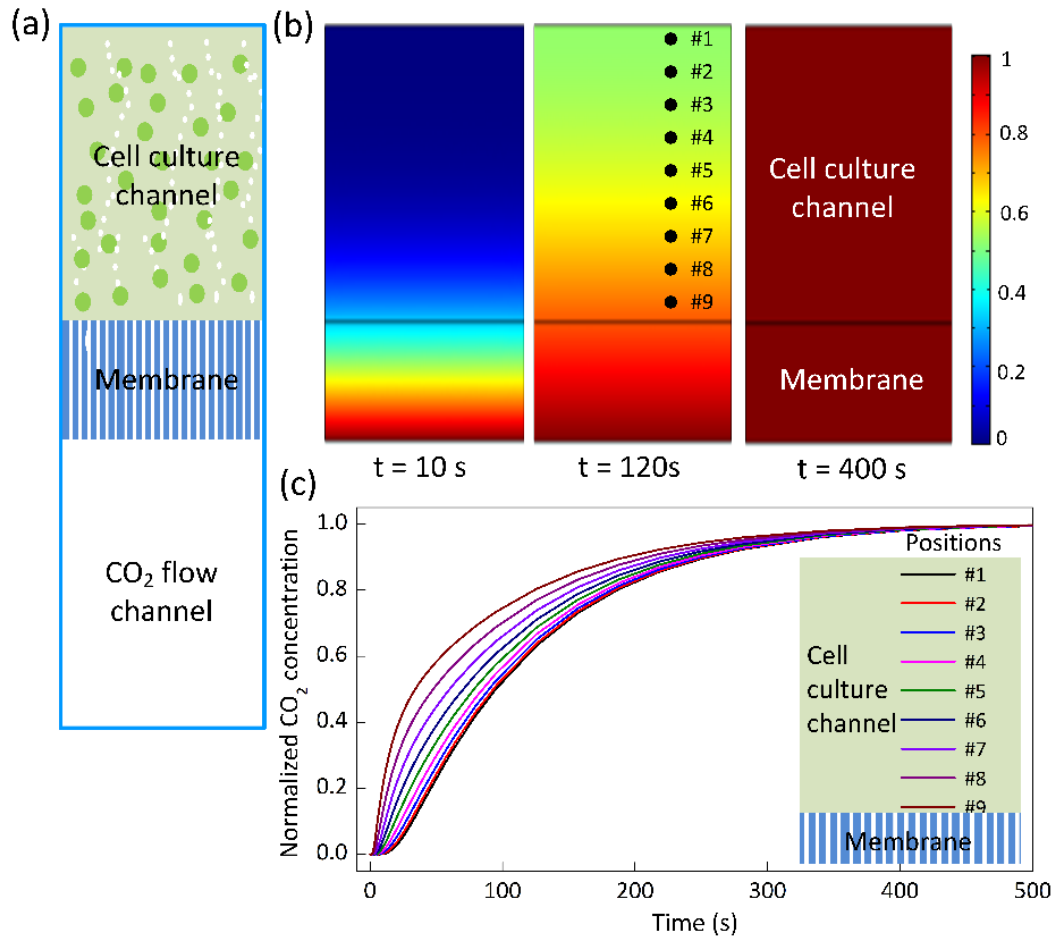 (a)
Cell culture
channel
Membrane
CO₂ flow
channel
(b)
#1
#2
#3
#4
#5
#6
#7
#8
#9
Cell culture
channel
Membrane
1
0.8
0.6
0.4
0.2
0
t = 10 s
t = 120s
t = 400 s
(c)
Normalized CO₂ concentration
1.0
0.8
0.6
0.4
0.2
0.0
0
100
200
300
400
500
Time (s)
Positions
#1
#2
#3
#4
#5
#6
#7
#8
#9
Cell
culture
channel
Membrane